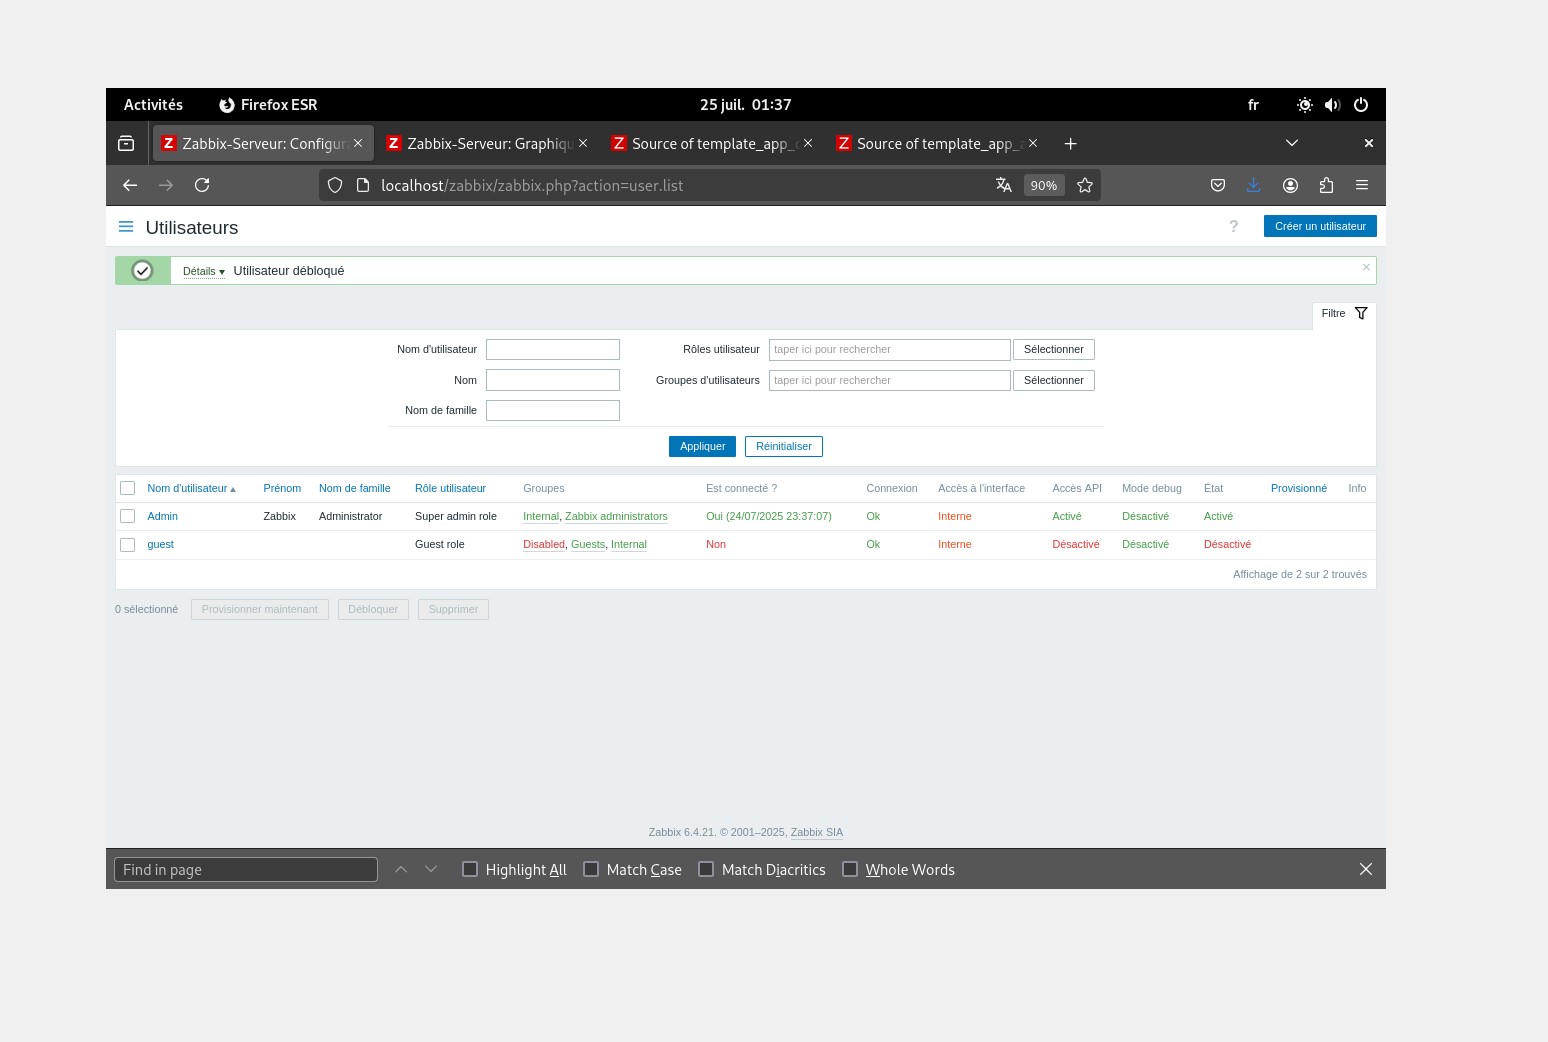 Activités Firefox ESR 25 juil. 01:37 fr
Zabbix-Serveur: Configur Zabbix-Serveur: Graphiqu Source of template_app_ Source of template_app_
localhost/zabbix/zabbix.php?action=user.list 90%
Utilisateurs ? Créer un utilisateur
Détails Utilisateur débloqué
Filtre
Nom d'utilisateur Rôles utilisateur taper ici pour rechercher Sélectionner
Nom Groupes d'utilisateurs taper ici pour rechercher Sélectionner
Nom de famille
Appliquer Réinitialiser
Nom d'utilisateur Prénom Nom de famille Rôle utilisateur Groupes Est connecté ? Connexion Accès à l'interface Accès API Mode debug État Provisionné Info
Admin Zabbix Administrator Super admin role Internal, Zabbix administrators Oui (24/07/2025 23:37:07) Ok Interne Activé Désactivé Activé
guest Guest role Disabled, Guests, Internal Non Ok Interne Désactivé Désactivé Désactivé
Affichage de 2 sur 2 trouvés
0 sélectionné Provisionner maintenant Débloquer Supprimer
Zabbix 6.4.21. © 2001–2025, Zabbix SIA
Find in page Highlight All Match Case Match Diacritics Whole Words